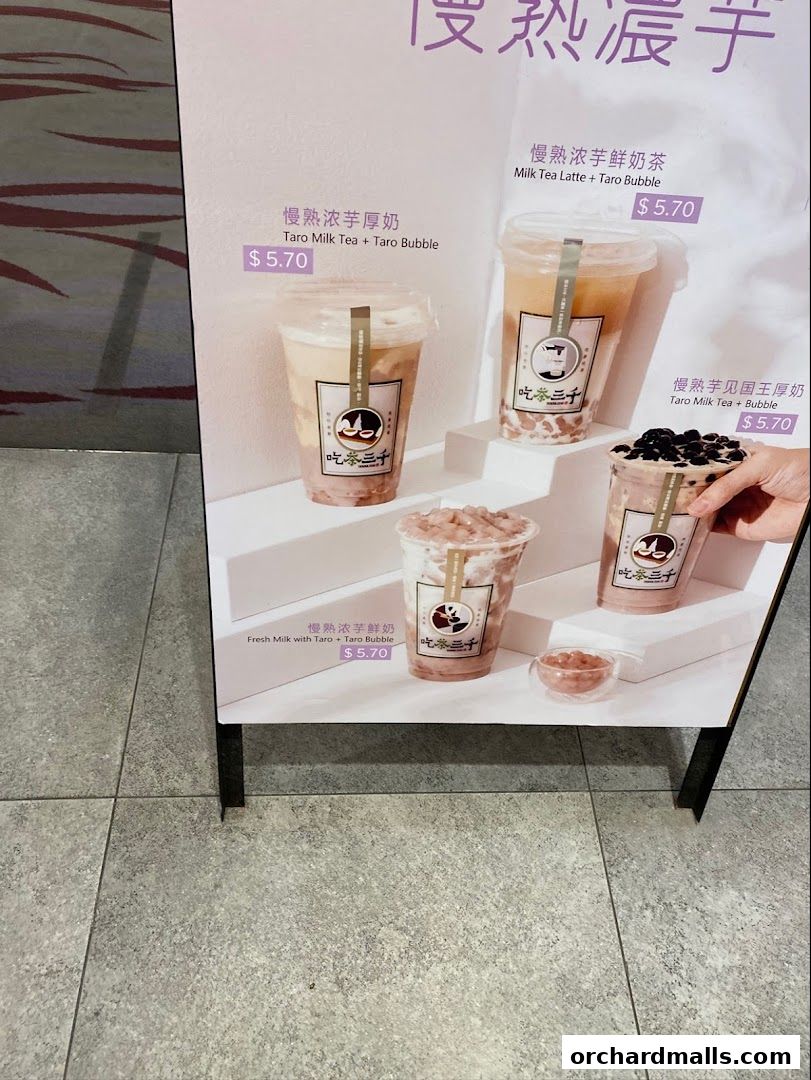 慢熟濃芋
慢熟浓芋鲜奶茶
Milk Tea Latte + Taro Bubble
$ 5.70
慢熟浓芋厚奶
Taro Milk Tea + Taro Bubble
$ 5.70
慢熟芋见国王厚奶
Taro Milk Tea + Bubble
$ 5.70
吃茶三千
吃茶三千
吃茶三千
吃茶三千
慢熟浓芋鲜奶
Fresh Milk with Taro + Taro Bubble
$ 5.70
orchardmalls.com